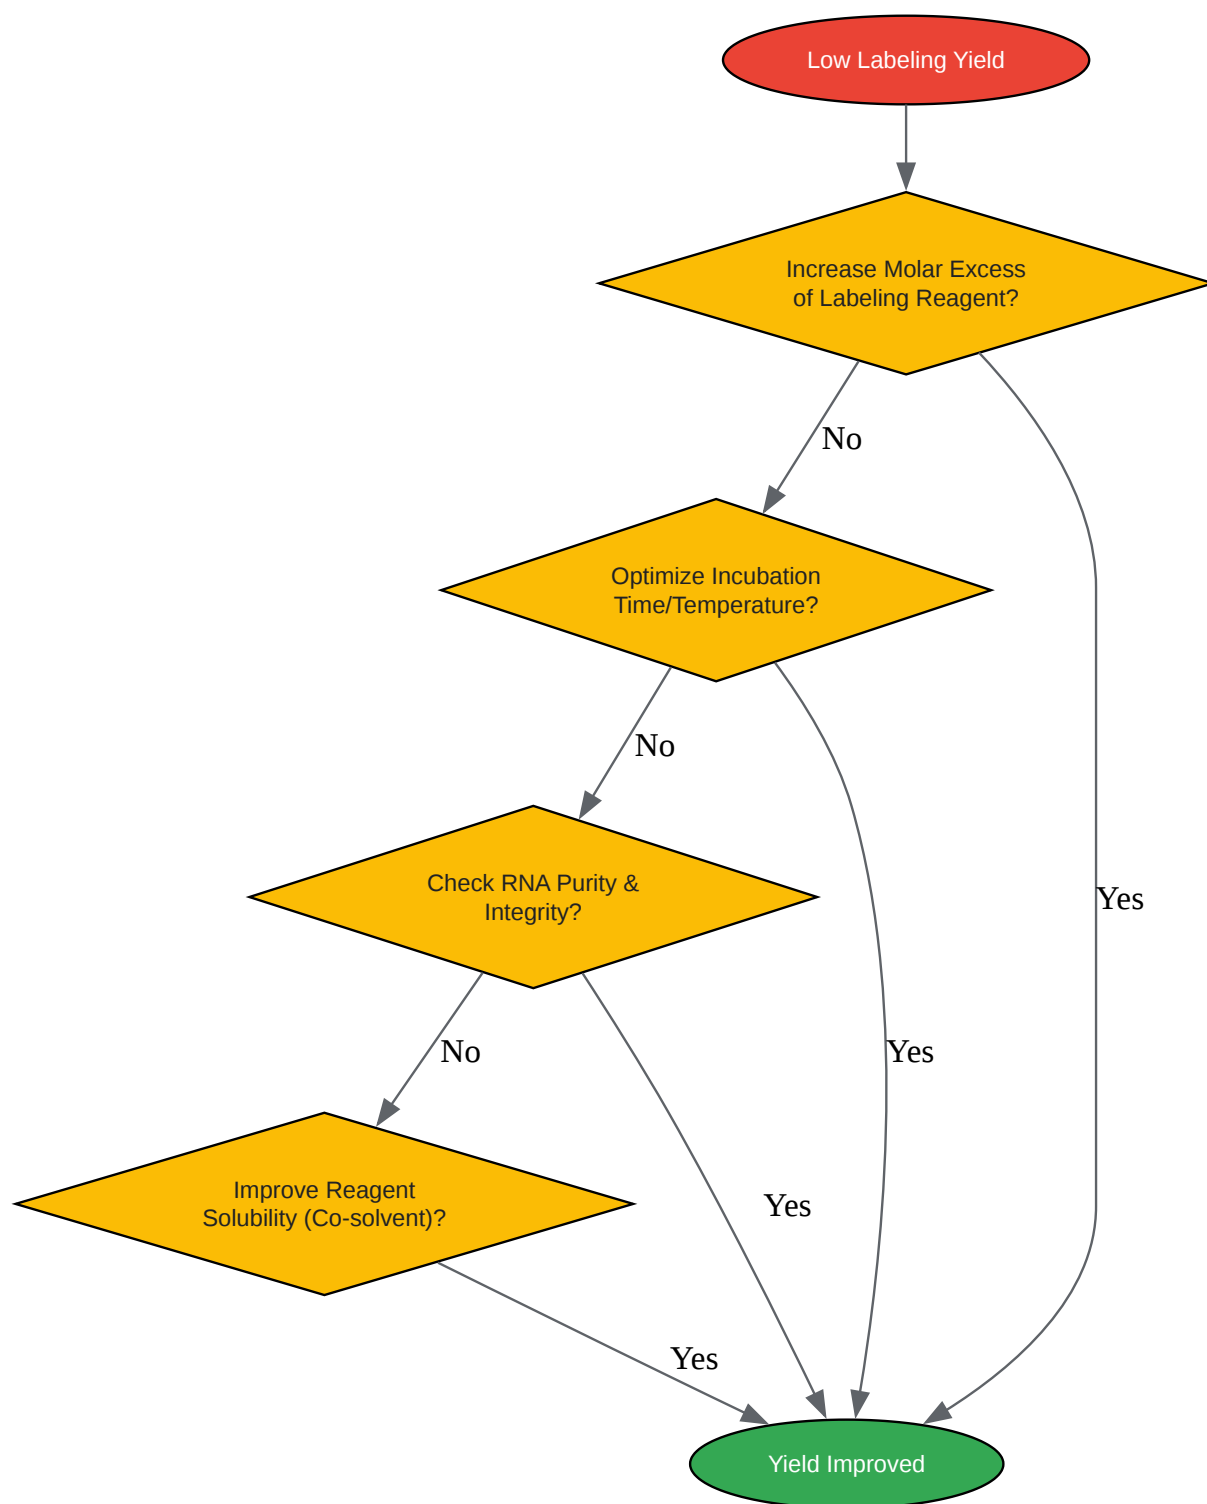 Low Labeling Yield
Increase Molar Excess
of Labeling Reagent?
No
Optimize Incubation
Time/Temperature?
No
Check RNA Purity &
Integrity?
Yes
No
Yes
Improve Reagent
Solubility (Co-solvent)?
Yes
Yes
Yield Improved